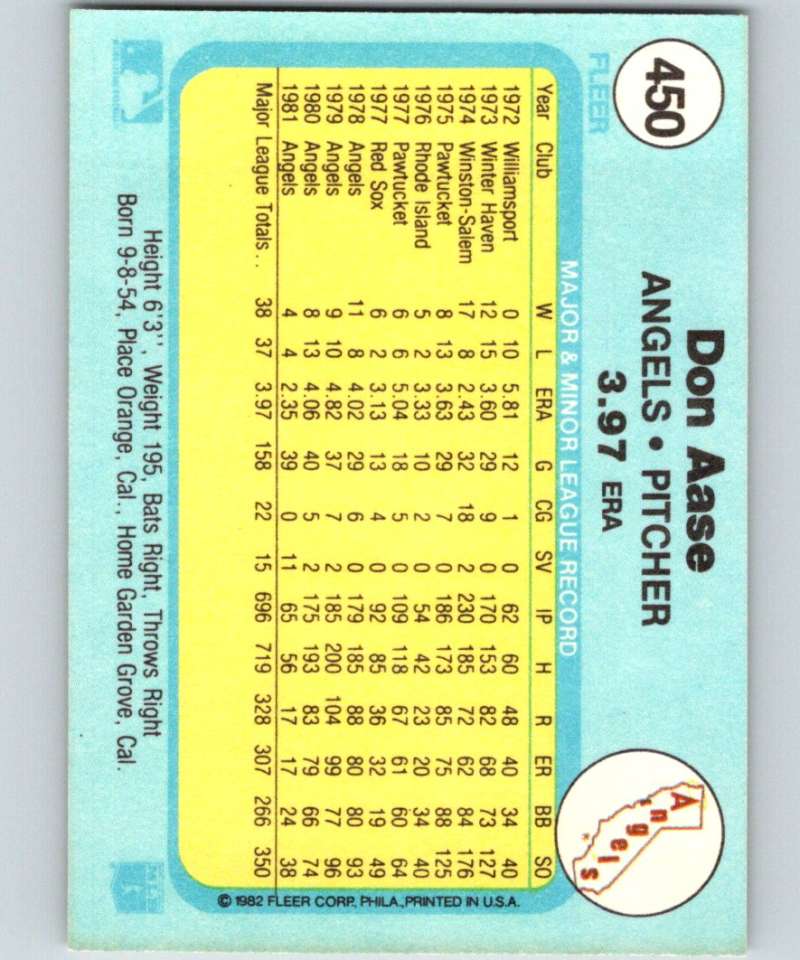 450
FLEER
Don Aase
ANGELS • PITCHER
3.97 ERA
Angels
MAJOR & MINOR LEAGUE RECORD
Year Club W L ERA G CG SV IP H R ER BB SO
1972 Williamsport 0 10 5.81 12 1 0 62 60 48 40 34 40
1973 Winter Haven 12 15 3.60 29 9 0 170 153 82 68 73 127
1974 Winston-Salem 17 8 2.43 32 18 2 230 185 72 62 84 176
1975 Pawtucket 8 13 3.63 29 7 0 186 173 85 75 88 125
1976 Rhode Island 5 2 3.33 10 2 0 54 42 23 20 34 40
1977 Pawtucket 6 6 5.04 18 5 0 109 118 67 61 60 64
1977 Red Sox 6 2 3.13 13 4 0 92 85 36 32 19 49
1978 Angels 11 8 4.02 29 6 0 179 185 88 80 80 93
1979 Angels 9 10 4.82 37 7 2 185 200 104 99 77 96
1980 Angels 8 13 4.06 40 5 2 175 193 83 79 66 74
1981 Angels 4 4 2.35 39 0 11 65 56 17 17 24 38
Major League Totals.. 38 37 3.97 158 22 15 696 719 328 307 266 350
© 1982 FLEER CORP. PHILA., PRINTED IN U.S.A.
Height 6'3", Weight 195, Bats Right, Throws Right
Born 9-8-54, Place Orange, Cal., Home Garden Grove, Cal.